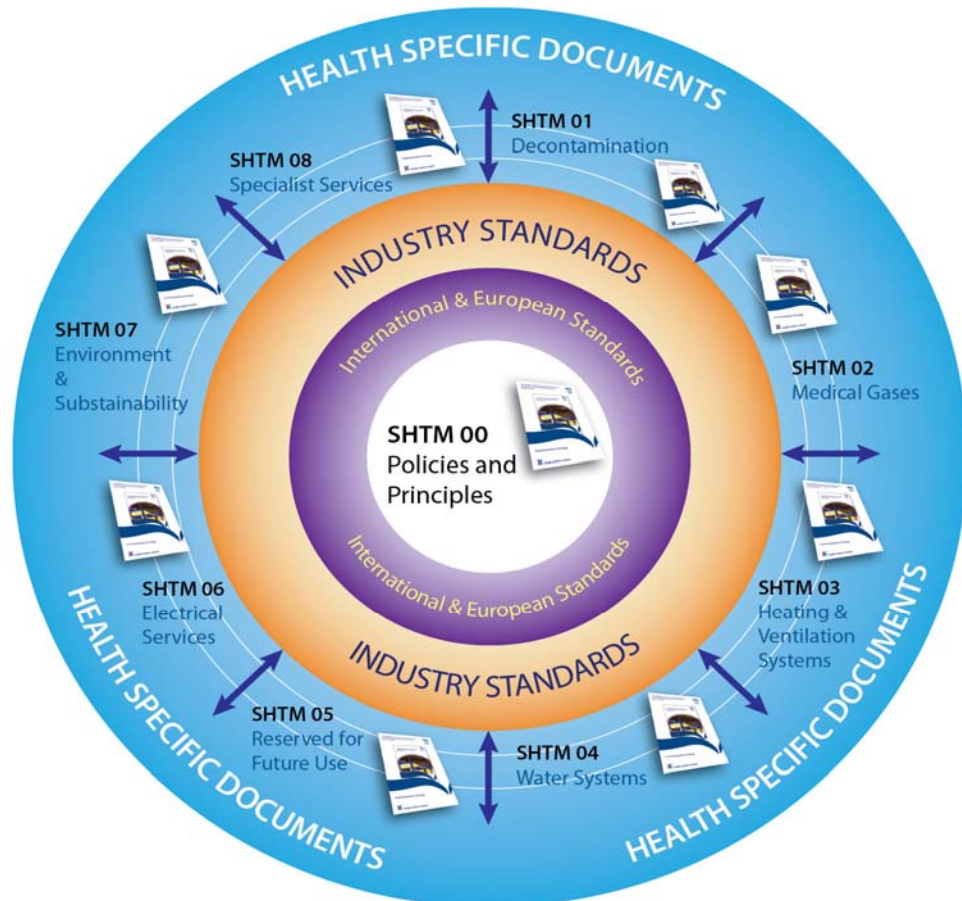 HEALTH SPECIFIC DOCUMENTS
SHTM 01
Decontamination
SHTM 08
Specialist Services
INDUSTRY STANDARDS
International & European Standards
SHTM 07
Environment
&
Substainability
SHTM 02
Medical Gases
SHTM 00
Policies and
Principles
International & European Standards
SHTM 06
Electrical
Services
SHTM 03
Heating &
Ventilation
Systems
INDUSTRY STANDARDS
SHTM 05
Reserved for
Future Use
SHTM 04
Water Systems
HEALTH SPECIFIC DOCUMENTS
HEALTH SPECIFIC DOCUMENTS